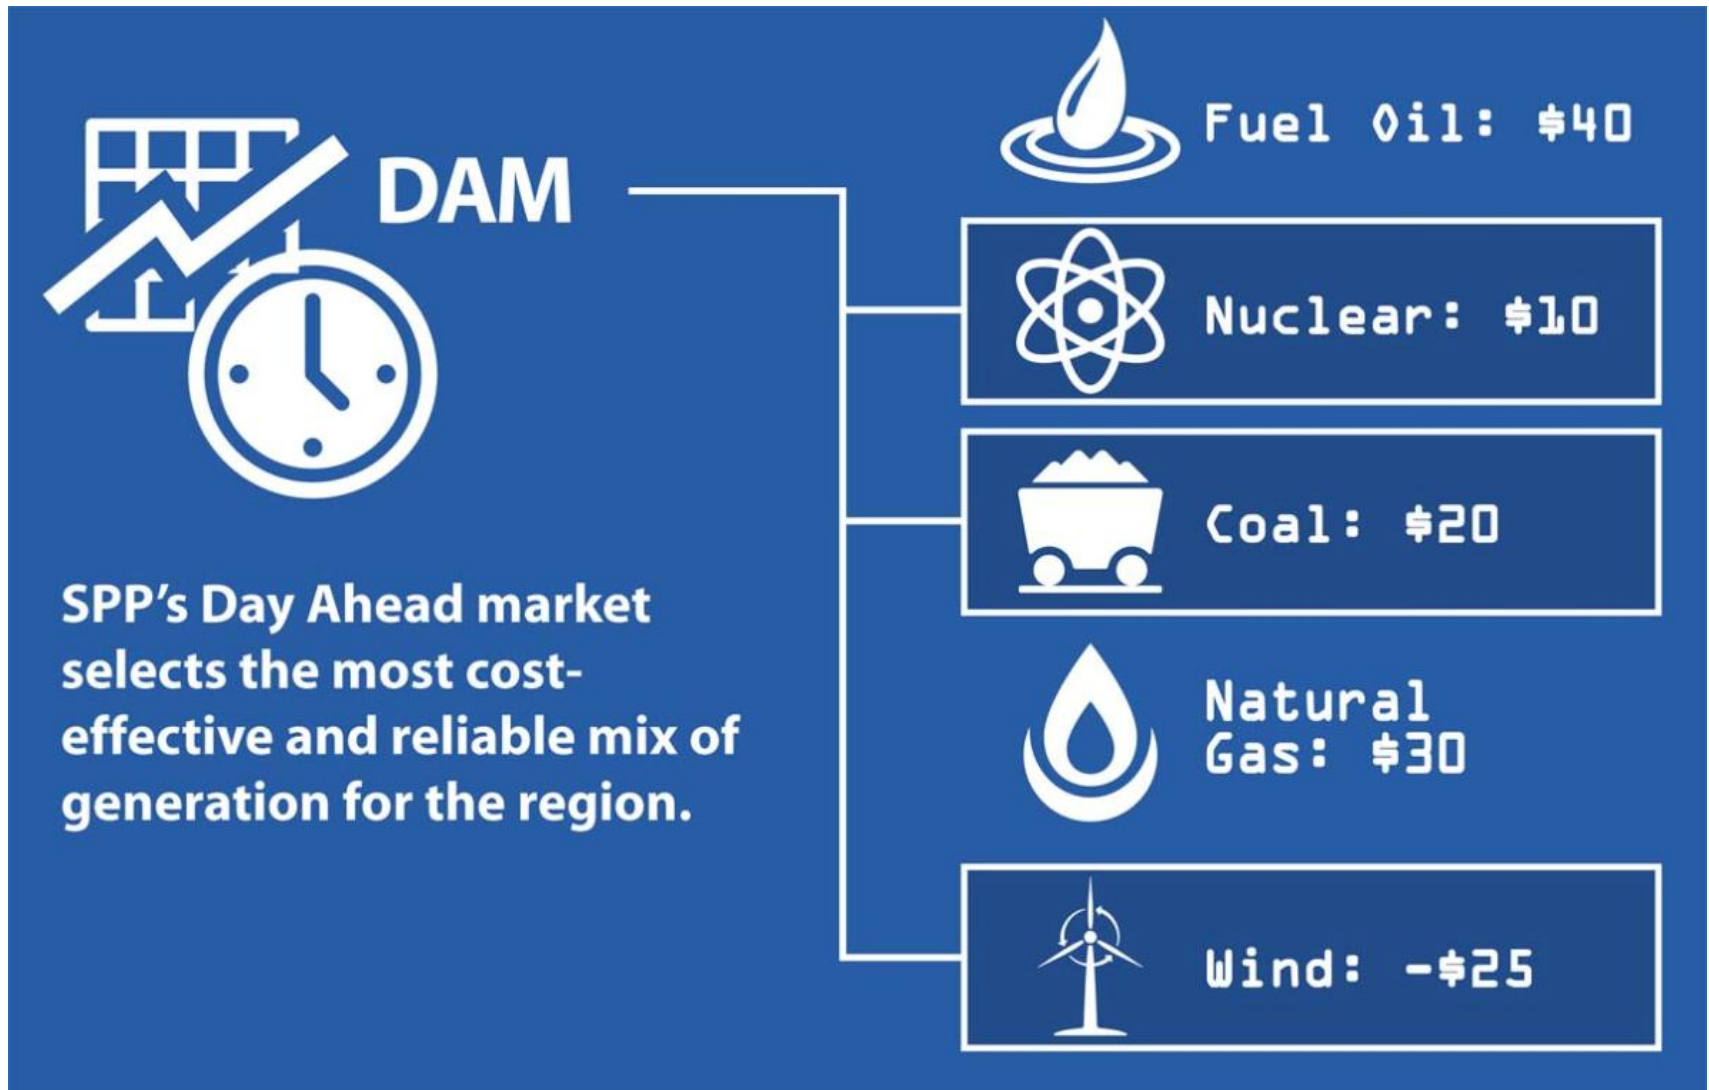 DAM
SPP's Day Ahead market
selects the most cost-
effective and reliable mix of
generation for the region.
Fuel Oil: $40
Nuclear: $10
Coal: $20
Natural
Gas: $30
Wind: -$25